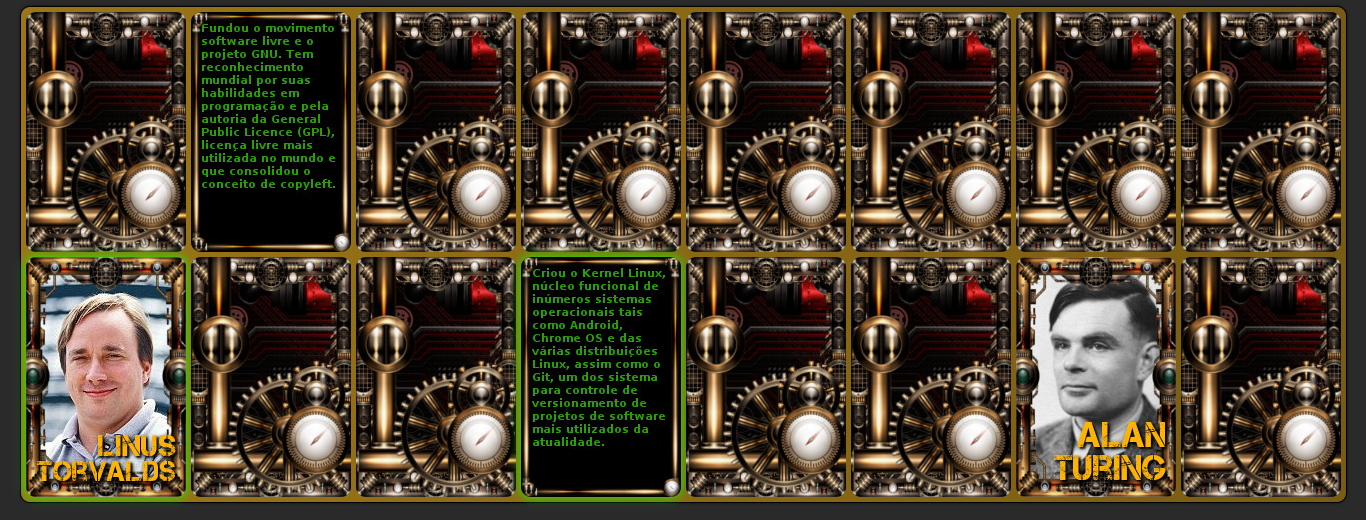 Fundou o movimento
software livre e o
projeto GNU. Tem
reconhecimento
mundial por suas
habilidades em
programação e pela
autoria da General
Public Licence (GPL),
licença livre mais
utilizada no mundo e
que consolidou o
conceito de copyleft.
LINUS
TORVALDS
Criou o Kernel Linux,
núcleo funcional de
inúmeros sistemas
operacionais tais
como Android,
Chrome OS e das
várias distribuições
Linux, assim como o
Git, um dos sistema
para controle de
versionamento de
projetos de software
mais utilizados da
atualidade.
ALAN
TURING